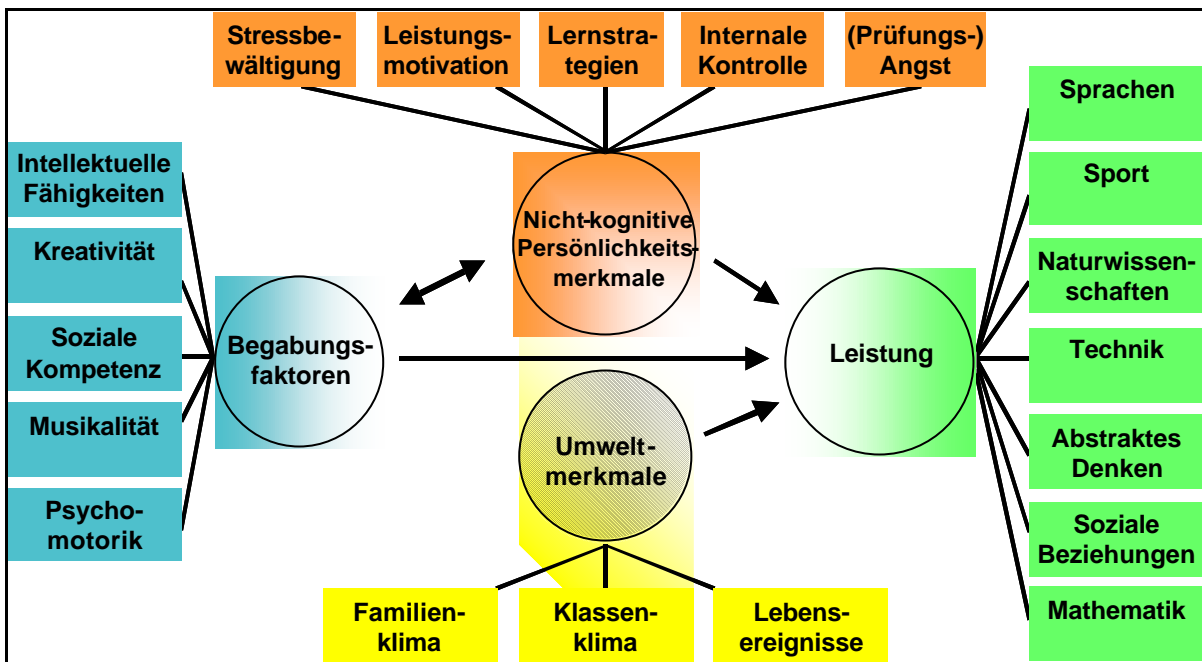 Stressbe-
wältigung
Leistungs-
motivation
Lernstra-
tegien
Internale
Kontrolle
(Prüfungs-)
Angst
Intellektuelle
Fähigkeiten
Kreativität
Soziale
Kompetenz
Musikalität
Psycho-
motorik
Begabungs-
faktoren
Nicht-kognitive
Persönlichkeits-
merkmale
Umwelt-
merkmale
Familien-
klima
Klassen-
klima
Lebens-
ereignisse
Leistung
Sprachen
Sport
Naturwissen-
schaften
Technik
Abstraktes
Denken
Soziale
Beziehungen
Mathematik